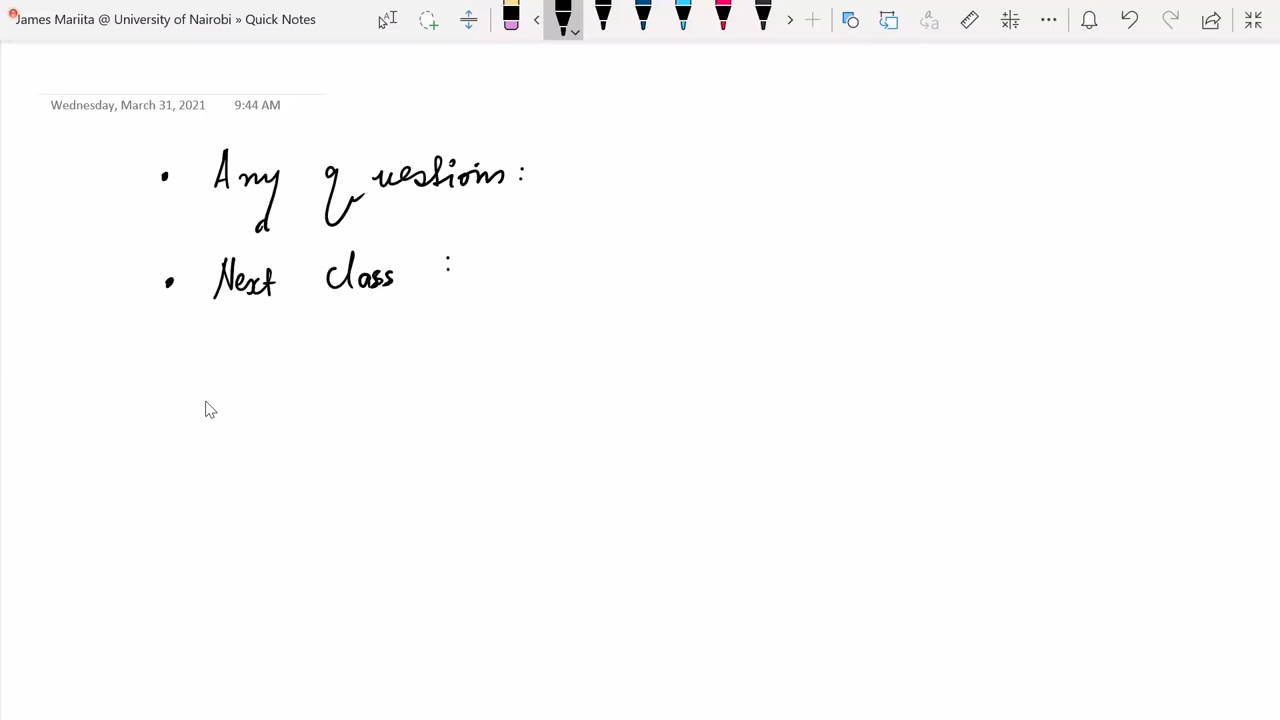 James Mariita @ University of Nairobi » Quick Notes
Wednesday, March 31, 2021 9:44 AM
• Any questions:
• Next class :